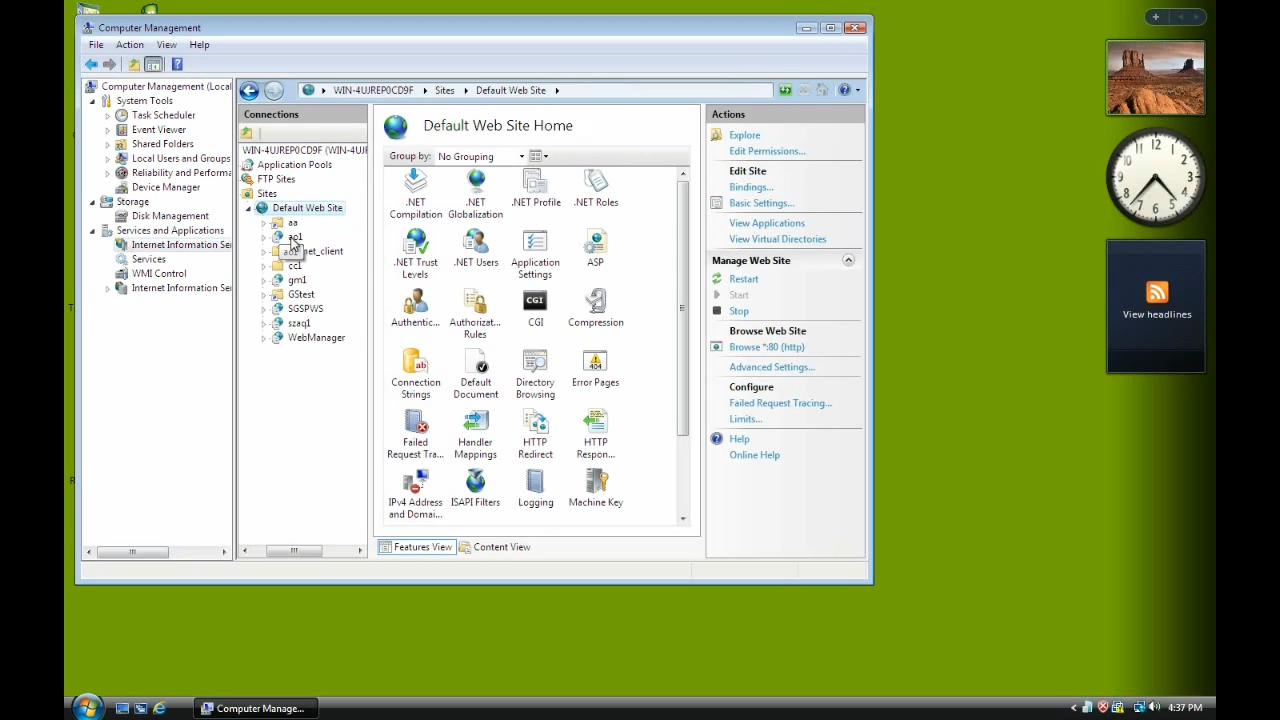 Computer Management
File Action View Help
Computer Management (Local
System Tools
Task Scheduler
Event Viewer
Shared Folders
Local Users and Groups
Reliability and Performa
Device Manager
Storage
Disk Management
Services and Applications
Internet Information Se
Services
WMI Control
Internet Information Se
WIN-4UJREP0CD9F Sites Default Web Site
Connections
Application Pools
FTP Sites
Sites
Default Web Site
aa
net_client
cc1
gm1
GStest
SGSPWS
szaq1
WebManager
Default Web Site Home
Group by: No Grouping
.NET Compilation
.NET Globalization
.NET Profile
.NET Roles
.NET Trust Levels
.NET Users
Application Settings
ASP
Authentic...
Authorizat... Rules
CGI
CGI
Compression
ab
Connection Strings
Default Document
Directory Browsing
404
Error Pages
Failed Request Tra...
Handler Mappings
HTTP Redirect
HTTP Respon...
IPv4 Address and Domai...
ISAPI Filters
Logging
Machine Key
Features View
Content View
Actions
Explore
Edit Permissions...
Edit Site
Bindings...
Basic Settings...
View Applications
View Virtual Directories
Manage Web Site
Restart
Start
Stop
Browse Web Site
Browse *:80 (http)
Advanced Settings...
Configure
Failed Request Tracing...
Limits...
Help
Online Help
View headlines
Computer Manage...
4:37 PM